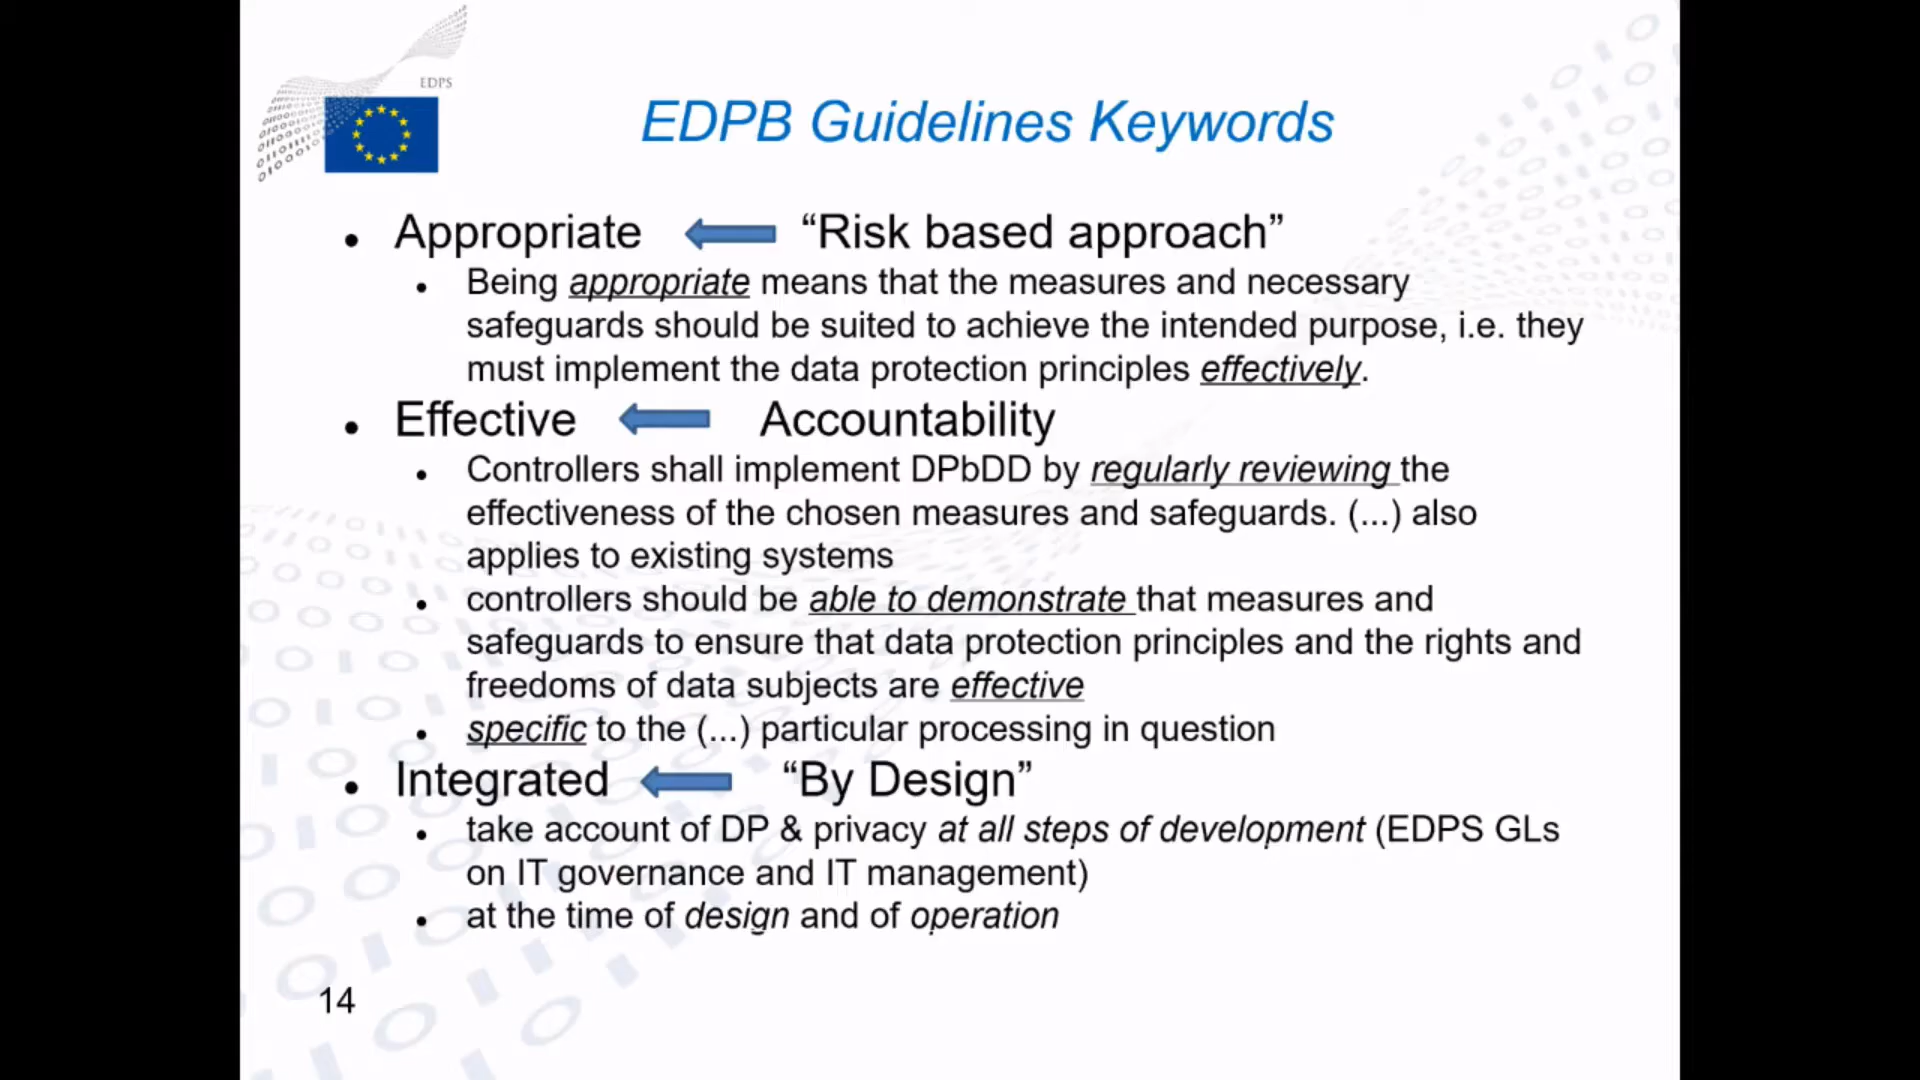 EDPS
EDPB Guidelines Keywords
• Appropriate “Risk based approach”
• Being appropriate means that the measures and necessary
safeguards should be suited to achieve the intended purpose, i.e. they
must implement the data protection principles effectively.
• Effective Accountability
• Controllers shall implement DPbDD by regularly reviewing the
effectiveness of the chosen measures and safeguards. (...) also
applies to existing systems
• controllers should be able to demonstrate that measures and
safeguards to ensure that data protection principles and the rights and
freedoms of data subjects are effective
• specific to the (...) particular processing in question
• Integrated “By Design”
• take account of DP & privacy at all steps of development (EDPS GLs
on IT governance and IT management)
• at the time of design and of operation
14